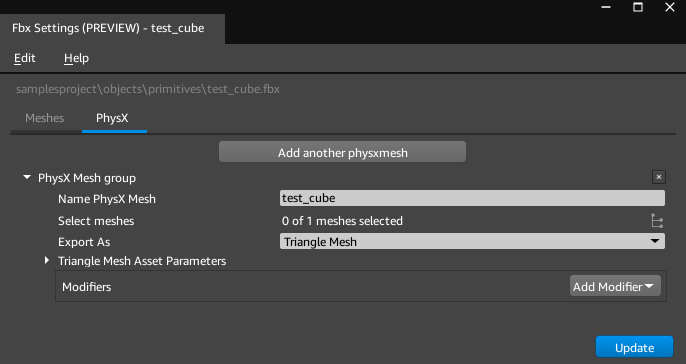 Fbx Settings (PREVIEW) - test_cube
Edit Help
samplesproject\objects\primitives\test_cube.fbx
Meshes PhysX
Add another physxmesh
PhysX Mesh group
Name PhysX Mesh test_cube
Select meshes 0 of 1 meshes selected
Export As Triangle Mesh
Triangle Mesh Asset Parameters
Modifiers Add Modifier
Update